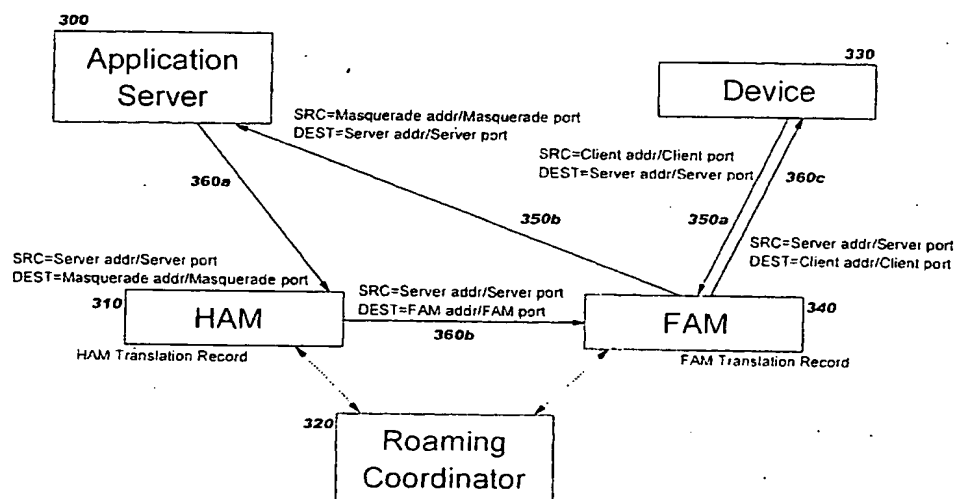 300
Application
Server
330
Device
SRC=Masquerade addr/Masquerade port
DEST=Server addr/Server port
SRC=Client addr/Client port
DEST=Server addr/Server port
360a
360c
350b
350a
SRC=Server addr/Server port
DEST=Masquerade addr/Masquerade port
SRC=Server addr/Server port
DEST=Client addr/Client port
310
HAM
SRC=Server addr/Server port
DEST=FAM addr/FAM port
360b
FAM
340
HAM Translation Record
FAM Translation Record
320
Roaming
Coordinator